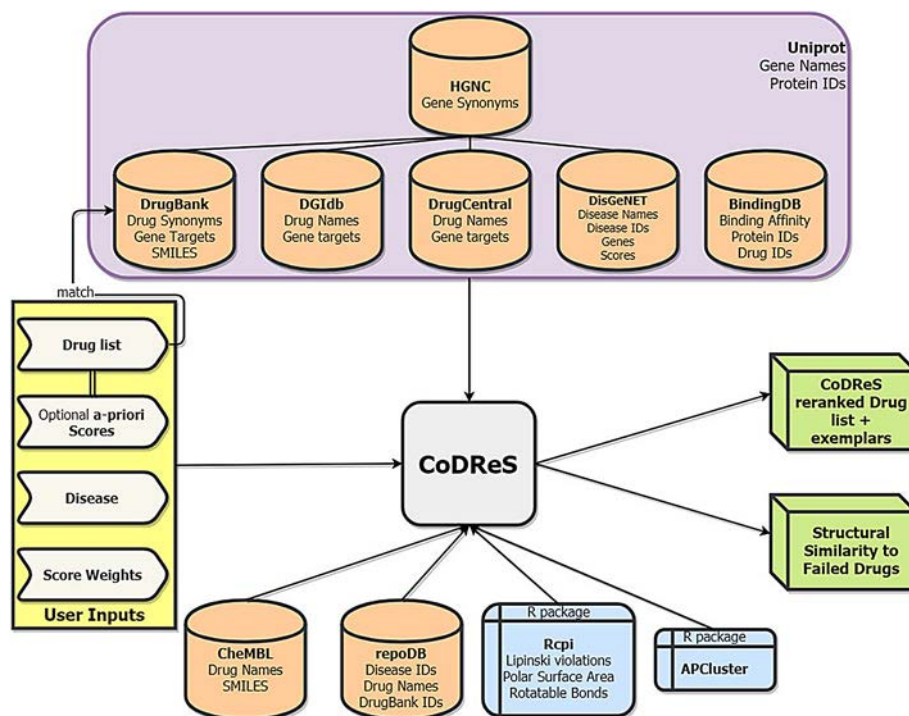 Uniprot
Gene Names
Protein IDs
HGNC
Gene Synonyms
DrugBank
Drug Synonyms
Gene Targets
SMILES
DGIdb
Drug Names
Gene targets
DrugCentral
Drug Names
Gene targets
DisGeNET
Disease Names
Disease IDs
Genes
Scores
BindingDB
Binding Affinity
Protein IDs
Drug IDs
match
Drug list
Optional a-priori
Scores
Disease
Score Weights
User Inputs
CoDReS
CoDReS
reranked Drug
list +
exemplars
Structural
Similarity to
Failed Drugs
CheMBL
Drug Names
SMILES
repoDB
Disease IDs
Drug Names
DrugBank IDs
R package
Rcpi
Lipinski violations
Polar Surface Area
Rotatable Bonds
R package
APCluster